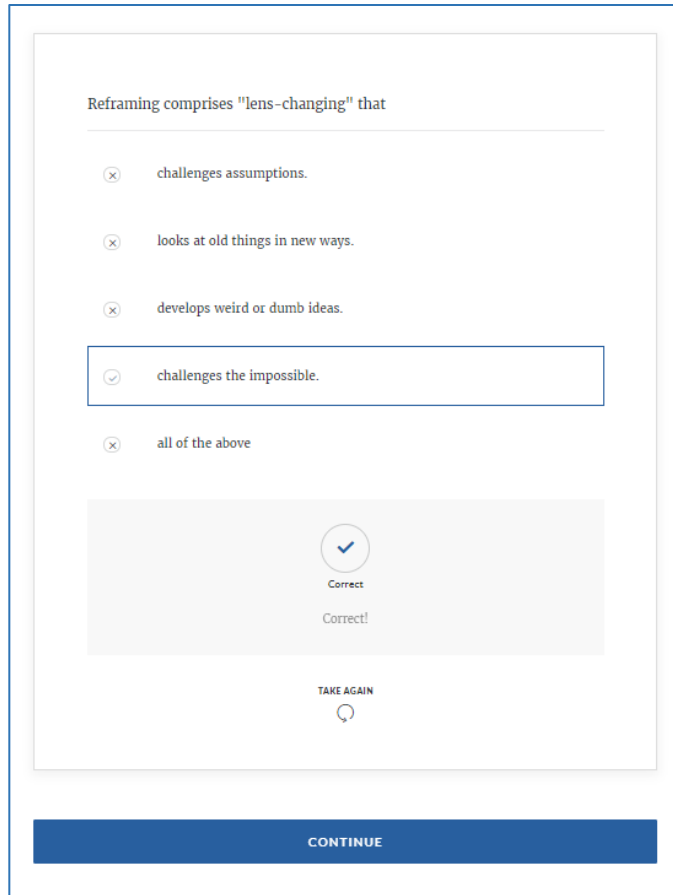 Reframing comprises "lens-changing" that
challenges assumptions.
looks at old things in new ways.
develops weird or dumb ideas.
challenges the impossible.
all of the above
Correct
Correct!
TAKE AGAIN
CONTINUE